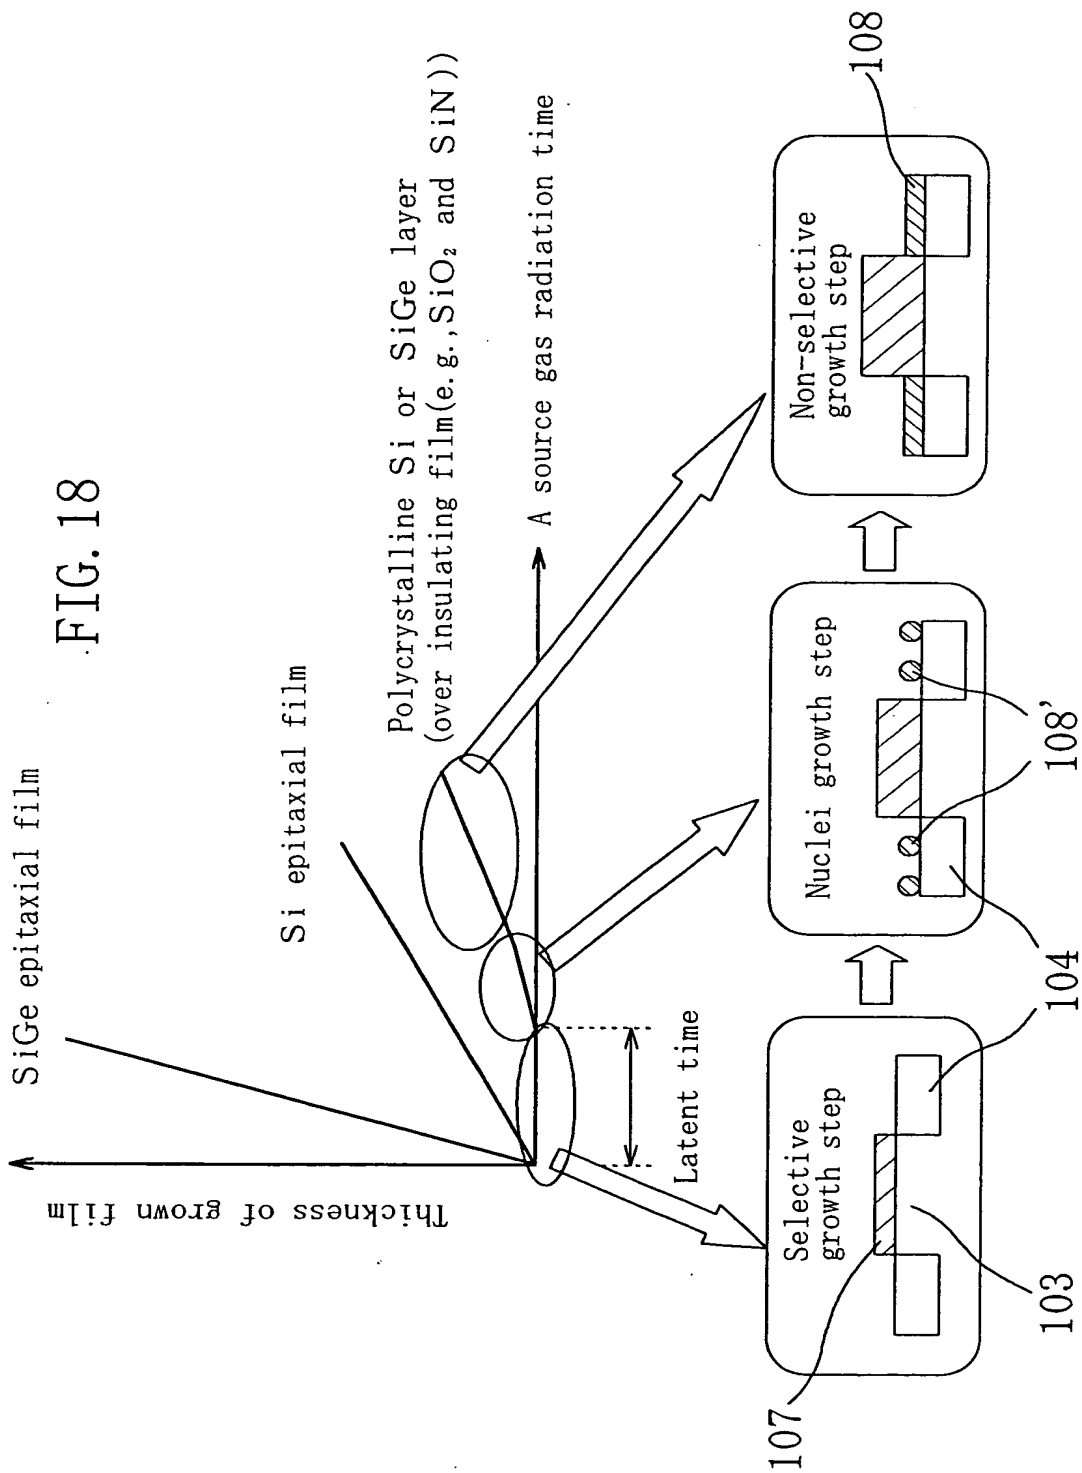 FIG. 18
Thickness of grown film
SiGe epitaxial film
Si epitaxial film
Polycrystalline Si or SiGe layer
(over insulating film(e.g.,SiO₂ and SiN))
A source gas radiation time
Latent time
Selective
growth step
Nuclei growth step
Non-selective
growth step
107
103
104
108'
108